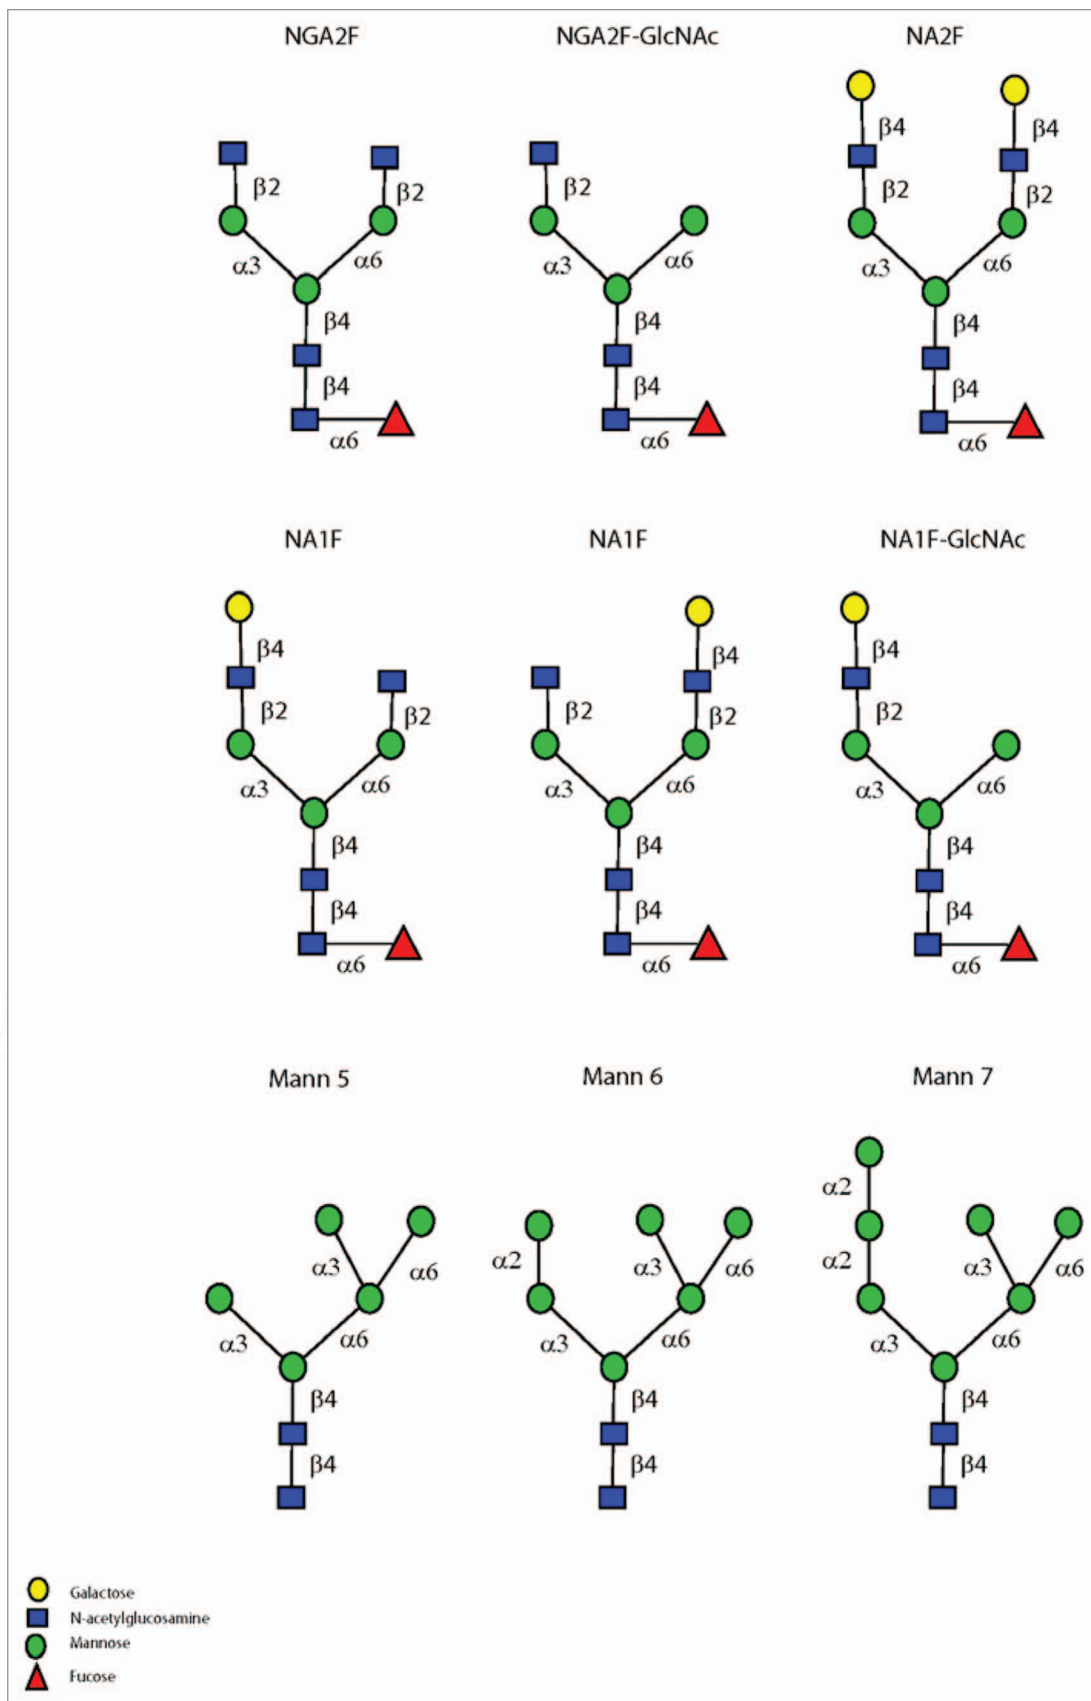 NGA2F NGA2F-GlcNAc NA2F
β4 β4
β2 β2 β2 β2 β2
α3 α6 α3 α6 α3 α6
β4 β4 β4
β4 β4 β4
α6 α6 α6
NA1F NA1F NA1F-GlcNAc
β4 β4 β4
β2 β2 β2 β2 β2
α3 α6 α3 α6 α3 α6
β4 β4 β4
β4 β4 β4
α6 α6 α6
Mann 5 Mann 6 Mann 7
α2
α3 α6 α2 α3 α6 α2 α3 α6
α3 α6 α3 α6 α3 α6
β4 β4 β4
β4 β4 β4
Galactose
N-acetylglucosamine
Mannose
Fucose